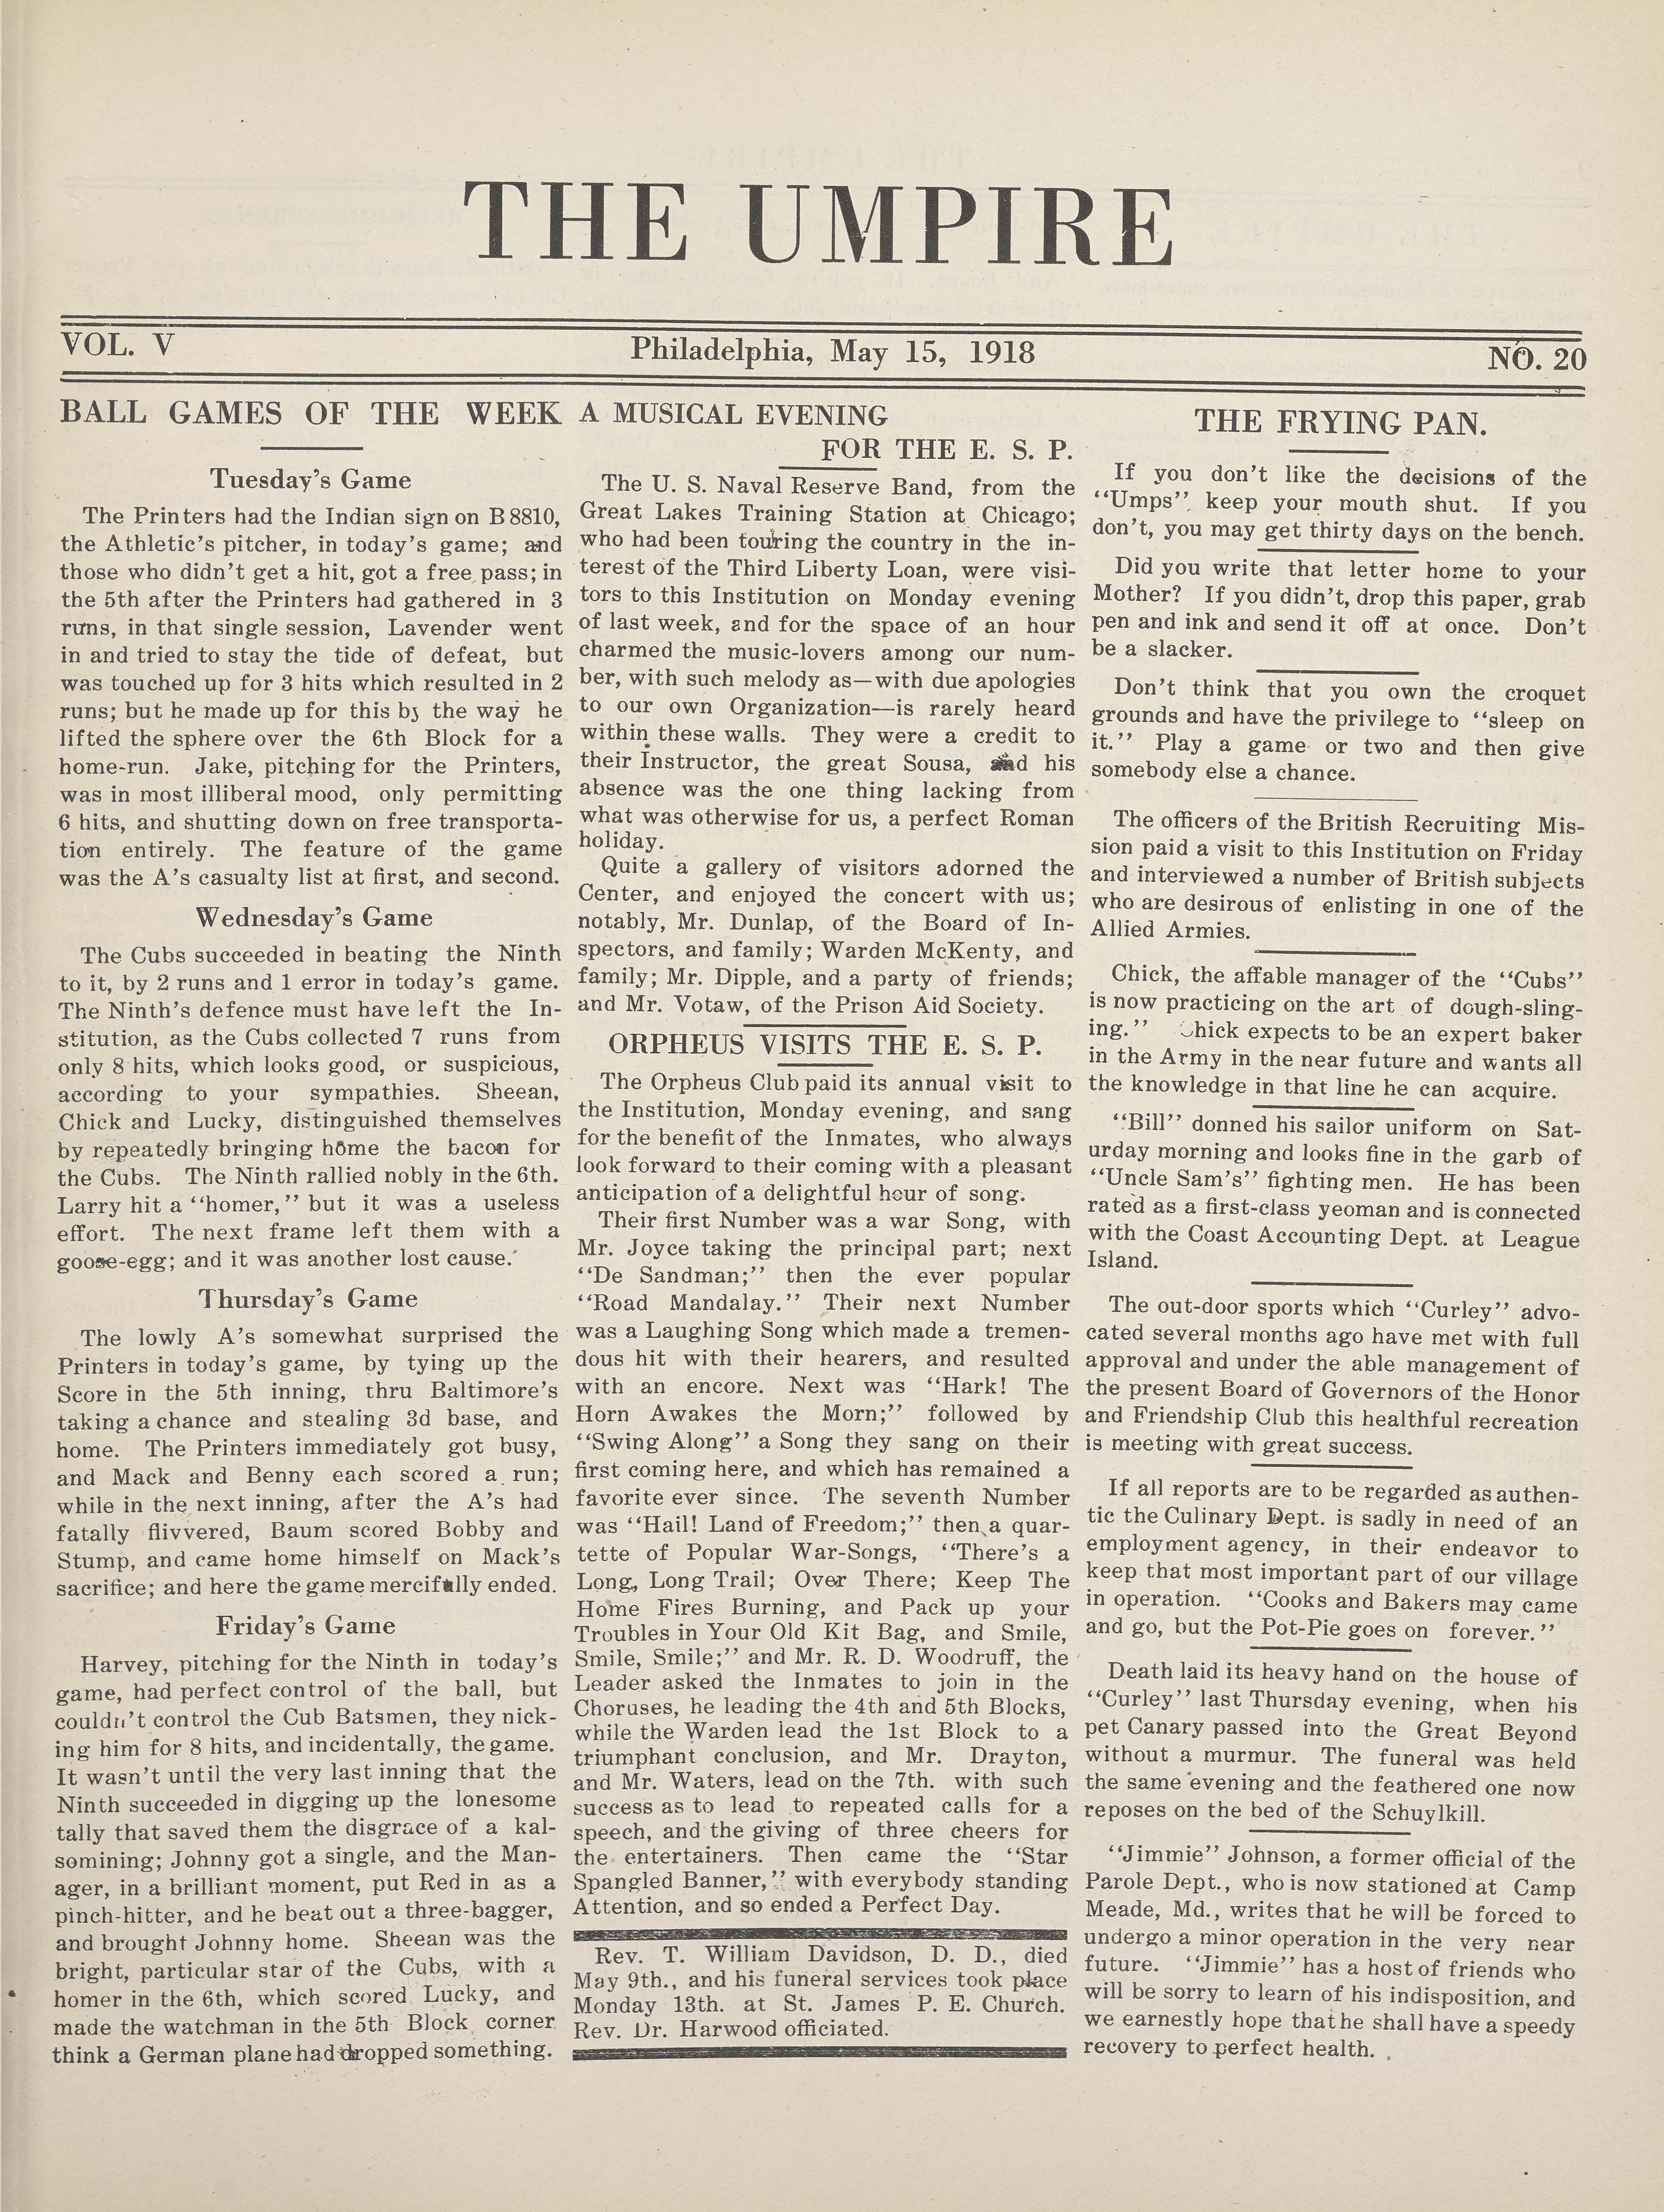 THE UMPIRE
VOL. V
Philadelphia, May 15, 1918
NO. 20
BALL GAMES OF THE WEEK
Tuesday's Game
The Printers had the Indian sign on B 8810,
the Athletic's pitcher, in today's game; and
those who didn't get a hit, got a free pass; in
the 5th after the Printers had gathered in 3
runs, in that single session, Lavender went
in and tried to stay the tide of defeat, but
was touched up for 3 hits which resulted in 2
runs; but he made up for this by the way he
lifted the sphere over the 6th Block for a
home-run. Jake, pitching for the Printers,
was in most illiberal mood, only permitting
6 hits, and shutting down on free transporta-
tion entirely. The feature of the game
was the A's casualty list at first, and second.
Wednesday's Game
The Cubs succeeded in beating the Ninth
to it, by 2 runs and 1 error in today's game.
The Ninth's defence must have left the In-
stitution, as the Cubs collected 7 runs from
only 8 hits, which looks good, or suspicious,
according to your sympathies. Sheean,
Chick and Lucky, distinguished themselves
by repeatedly bringing home the bacon for
the Cubs. The Ninth rallied nobly in the 6th.
Larry hit a "homer," but it was a useless
effort. The next frame left them with a
goose-egg; and it was another lost cause.
Thursday's Game
The lowly A's somewhat surprised the
Printers in today's game, by tying up the
Score in the 5th inning, thru Baltimore's
taking a chance and stealing 3d base, and
home. The Printers immediately got busy,
and Mack and Benny each scored a run;
while in the next inning, after the A's had
fatally flivvered, Baum scored Bobby and
Stump, and came home himself on Mack's
sacrifice; and here the game mercifully ended.
Friday's Game
Harvey, pitching for the Ninth in today's
game, had perfect control of the ball, but
couldn't control the Cub Batsmen, they nick-
ing him for 8 hits, and incidentally, the game.
It wasn't until the very last inning that the
Ninth succeeded in digging up the lonesome
tally that saved them the disgrace of a kal-
somining; Johnny got a single, and the Man-
ager, in a brilliant moment, put Red in as a
pinch-hitter, and he beat out a three-bagger,
and brought Johnny home. Sheean was the
bright, particular star of the Cubs, with a
homer in the 6th, which scored Lucky, and
made the watchman in the 5th Block corner
think a German plane had dropped something.
A MUSICAL EVENING
FOR THE E. S. P.
The U. S. Naval Reserve Band, from the
Great Lakes Training Station at Chicago;
who had been touring the country in the in-
terest of the Third Liberty Loan, were visi-
tors to this Institution on Monday evening
of last week, and for the space of an hour
charmed the music-lovers among our num-
ber, with such melody as—with due apologies
to our own Organization—is rarely heard
within these walls. They were a credit to
their Instructor, the great Sousa, and his
absence was the one thing lacking from
what was otherwise for us, a perfect Roman
holiday.
Quite a gallery of visitors adorned the
Center, and enjoyed the concert with us;
notably, Mr. Dunlap, of the Board of In-
spectors, and family; Warden McKenty, and
family; Mr. Dipple, and a party of friends;
and Mr. Votaw, of the Prison Aid Society.
ORPHEUS VISITS THE E. S. P.
The Orpheus Club paid its annual visit to
the Institution, Monday evening, and sang
for the benefit of the Inmates, who always
look forward to their coming with a pleasant
anticipation of a delightful hour of song.
Their first Number was a war Song, with
Mr. Joyce taking the principal part; next
"De Sandman;" then the ever popular
"Road Mandalay." Their next Number
was a Laughing Song which made a tremen-
dous hit with their hearers, and resulted
with an encore. Next was "Hark! The
Horn Awakes the Morn;" followed by
"Swing Along" a Song they sang on their
first coming here, and which has remained a
favorite ever since. The seventh Number
was "Hail! Land of Freedom;" then a quar-
tette of Popular War-Songs, "There's a
Long, Long Trail; Over There; Keep The
Home Fires Burning, and Pack up your
Troubles in Your Old Kit Bag, and Smile,
Smile, Smile;" and Mr. R. D. Woodruff, the
Leader asked the Inmates to join in the
Choruses, he leading the 4th and 5th Blocks,
while the Warden lead the 1st Block to a
triumphant conclusion, and Mr. Drayton,
and Mr. Waters, lead on the 7th. with such
success as to lead to repeated calls for a
speech, and the giving of three cheers for
the entertainers. Then came the "Star
Spangled Banner," with everybody standing
Attention, and so ended a Perfect Day.
Rev. T. William Davidson, D. D., died
May 9th., and his funeral services took place
Monday 13th. at St. James P. E. Church.
Rev. Dr. Harwood officiated.
THE FRYING PAN.
If you don't like the decisions of the
"Umps" keep your mouth shut. If you
don't, you may get thirty days on the bench.
Did you write that letter home to your
Mother? If you didn't, drop this paper, grab
pen and ink and send it off at once. Don't
be a slacker.
Don't think that you own the croquet
grounds and have the privilege to "sleep on
it." Play a game or two and then give
somebody else a chance.
The officers of the British Recruiting Mis-
sion paid a visit to this Institution on Friday
and interviewed a number of British subjects
who are desirous of enlisting in one of the
Allied Armies.
Chick, the affable manager of the "Cubs"
is now practicing on the art of dough-sling-
ing." Chick expects to be an expert baker
in the Army in the near future and wants all
the knowledge in that line he can acquire.
"Bill" donned his sailor uniform on Sat-
urday morning and looks fine in the garb of
"Uncle Sam's" fighting men. He has been
rated as a first-class yeoman and is connected
with the Coast Accounting Dept. at League
Island.
The out-door sports which "Curley" advo-
cated several months ago have met with full
approval and under the able management of
the present Board of Governors of the Honor
and Friendship Club this healthful recreation
is meeting with great success.
If all reports are to be regarded as authen-
tic the Culinary Dept. is sadly in need of an
employment agency, in their endeavor to
keep that most important part of our village
in operation. "Cooks and Bakers may came
and go, but the Pot-Pie goes on forever."
Death laid its heavy hand on the house of
"Curley" last Thursday evening, when his
pet Canary passed into the Great Beyond
without a murmur. The funeral was held
the same evening and the feathered one now
reposes on the bed of the Schuylkill.
"Jimmie" Johnson, a former official of the
Parole Dept., who is now stationed at Camp
Meade, Md., writes that he will be forced to
undergo a minor operation in the very near
future. "Jimmie" has a host of friends who
will be sorry to learn of his indisposition, and
we earnestly hope that he shall have a speedy
recovery to perfect health.